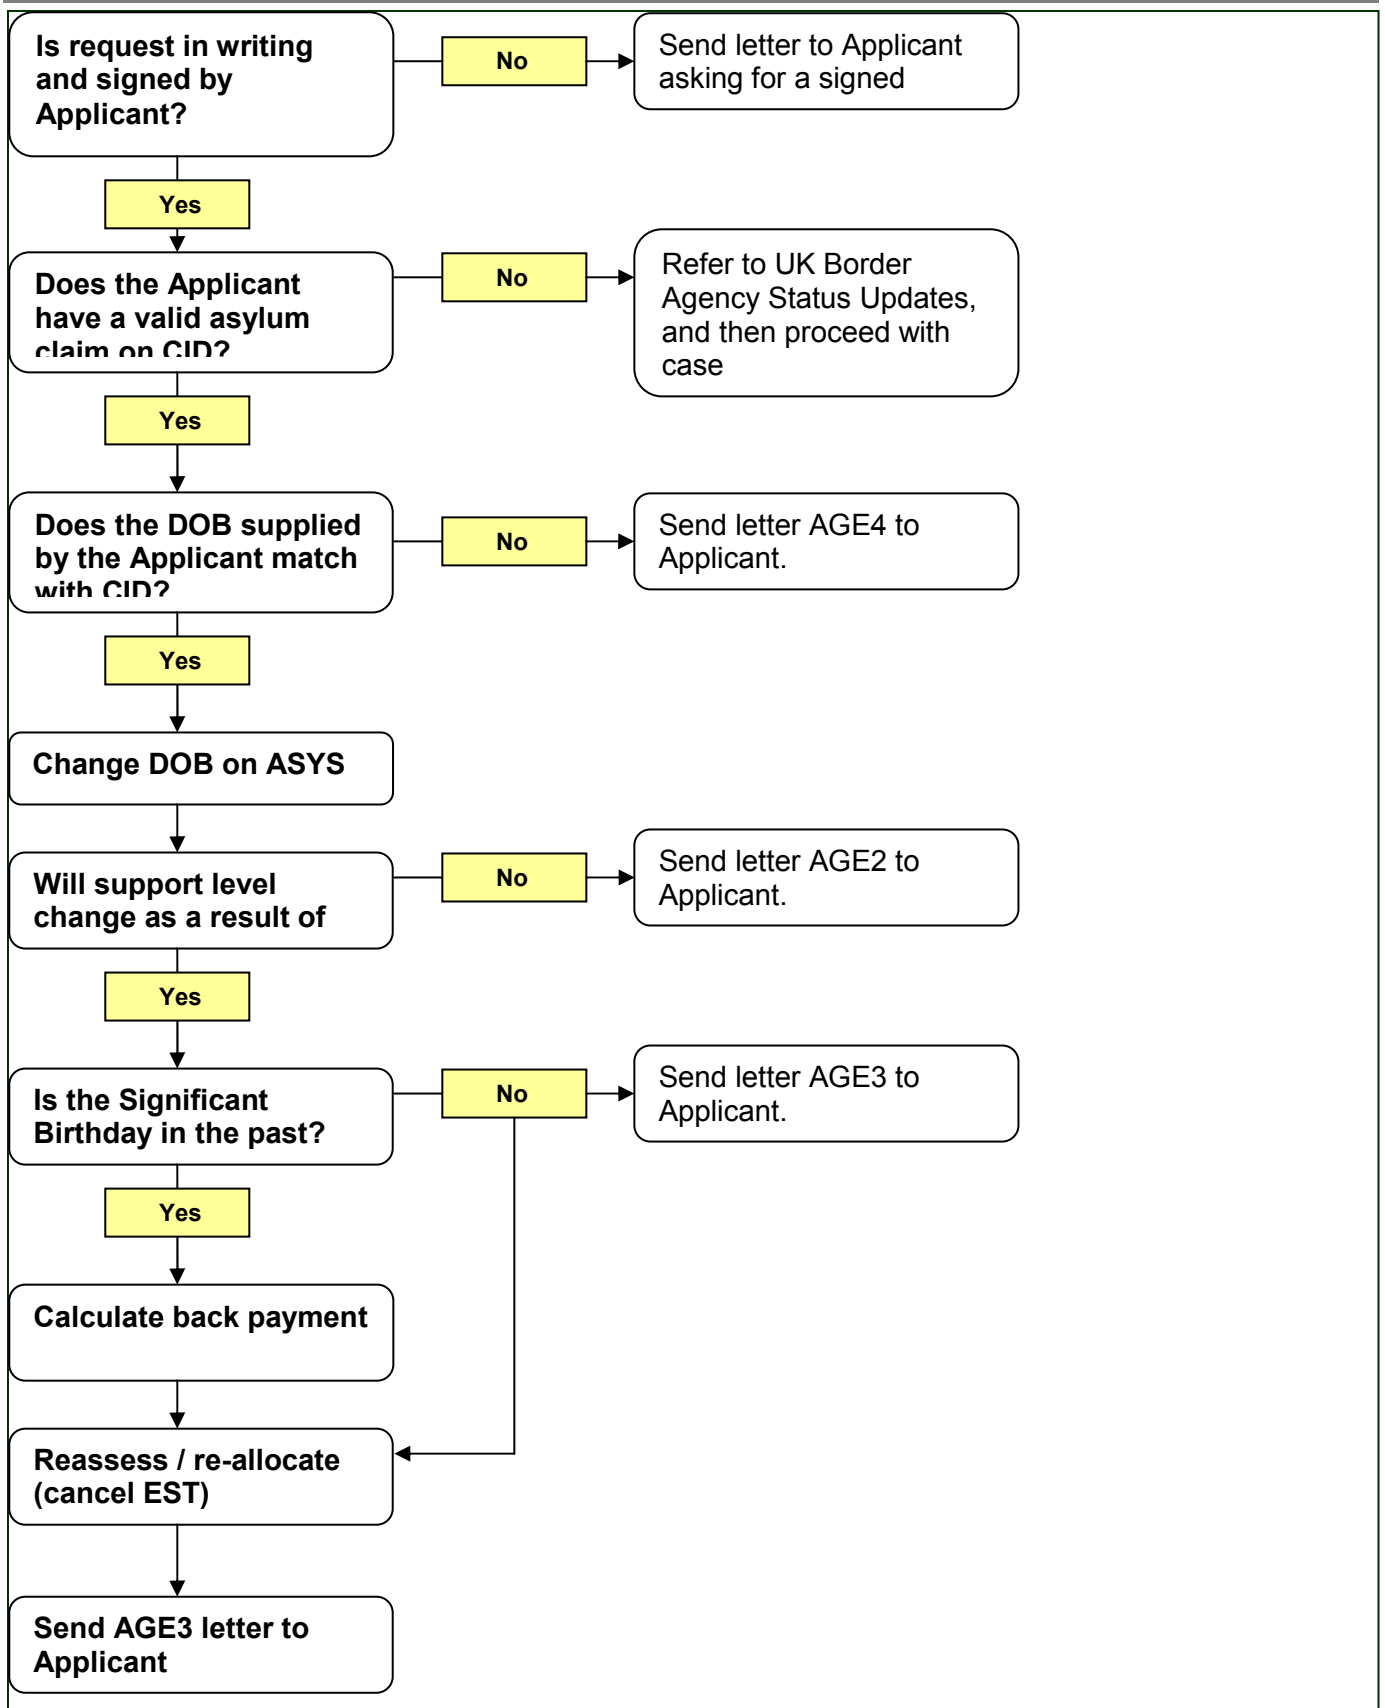 Is request in writing
and signed by
Applicant?
No
Send letter to Applicant
asking for a signed
Yes
Does the Applicant
have a valid asylum
claim on CID?
No
Refer to UK Border
Agency Status Updates,
and then proceed with
case
Yes
Does the DOB supplied
by the Applicant match
with CID?
No
Send letter AGE4 to
Applicant.
Yes
Change DOB on ASYS
Will support level
change as a result of
No
Send letter AGE2 to
Applicant.
Yes
Is the Significant
Birthday in the past?
No
Send letter AGE3 to
Applicant.
Yes
Calculate back payment
Reassess / re-allocate
(cancel EST)
Send AGE3 letter to
Applicant